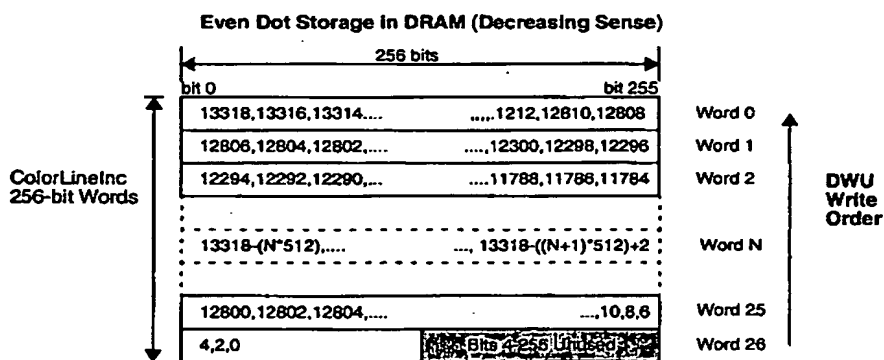 Even Dot Storage in DRAM (Decreasing Sense)
256 bits
bit 0 bit 255
13318,13316,13314.... ,,,,,.1212,12810,12808 Word 0
12806,12804,12802,.... ....,12300,12298,12296 Word 1
ColorLineInc
256-bit Words
12294,12292,12290,... ....11788,11786,11784 Word 2
DWU
Write
Order
13318-(N*512),.... ..., 13318-((N+1)*512)+2 Word N
12800,12802,12804,.... ....,10,8,6 Word 25
4,2,0 Bits 4-255 Unused Word 26